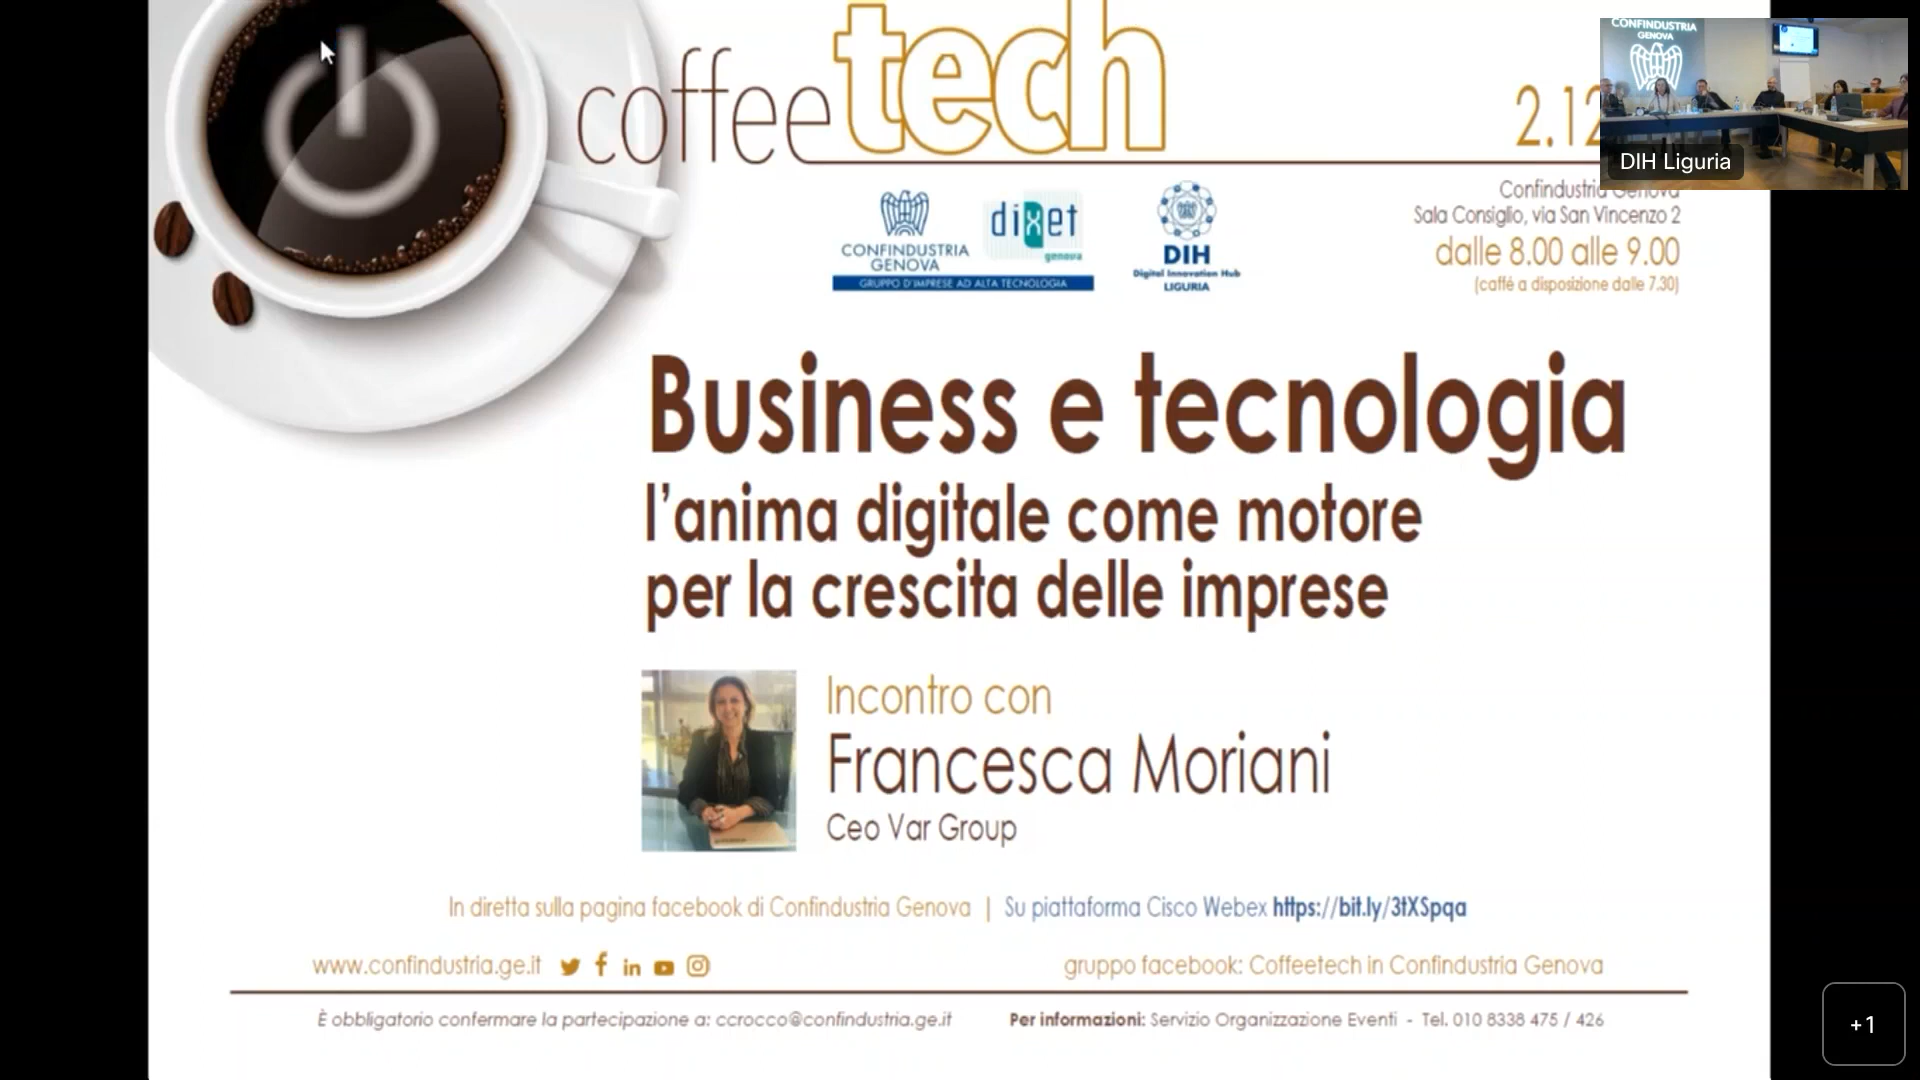 coffeetech
2.12
CONFINDUSTRIA
GENOVA
DIH Liguria
CONFINDUSTRIA
GENOVA
GRUPPO D'IMPRESE AD ALTA TECNOLOGIA
dixet
genova
DIH
Digital Innovation Hub
LIGURIA
Confindustria Genova
Sala Consiglio, via San Vincenzo 2
dalle 8.00 alle 9.00
(caffé a disposizione dalle 7.30)
Business e tecnologia
l'anima digitale come motore
per la crescita delle imprese
Incontro con
Francesca Moriani
Ceo Var Group
In diretta sulla pagina facebook di Confindustria Genova | Su piattaforma Cisco Webex https://bit.ly/3tXSpqa
www.confindustria.ge.it
gruppo facebook: Coffeetech in Confindustria Genova
È obbligatorio confermare la partecipazione a: ccrocco@confindustria.ge.it
Per informazioni: Servizio Organizzazione Eventi - Tel. 010 8338 475 / 426
+1